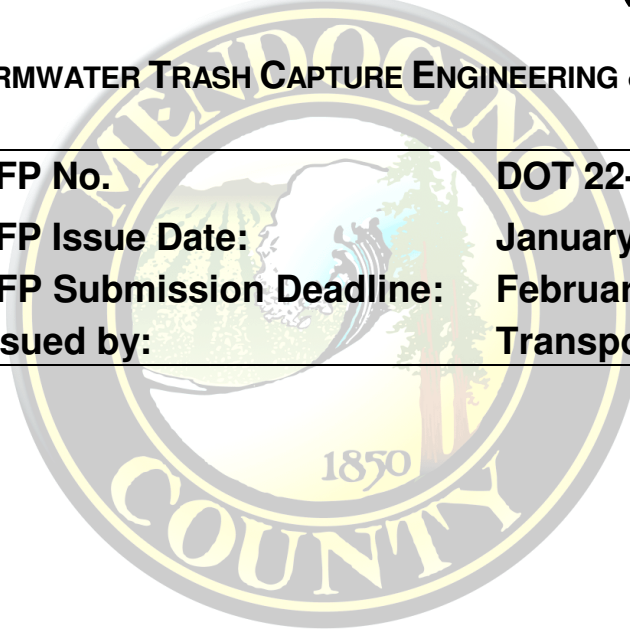 RMWATER TRASH CAPTURE ENGINEERING
FP No. DOT 22-
FP Issue Date: January
FP Submission Deadline: Februar
sued by: Transpo
MENDOCINO
1850
COUNTY